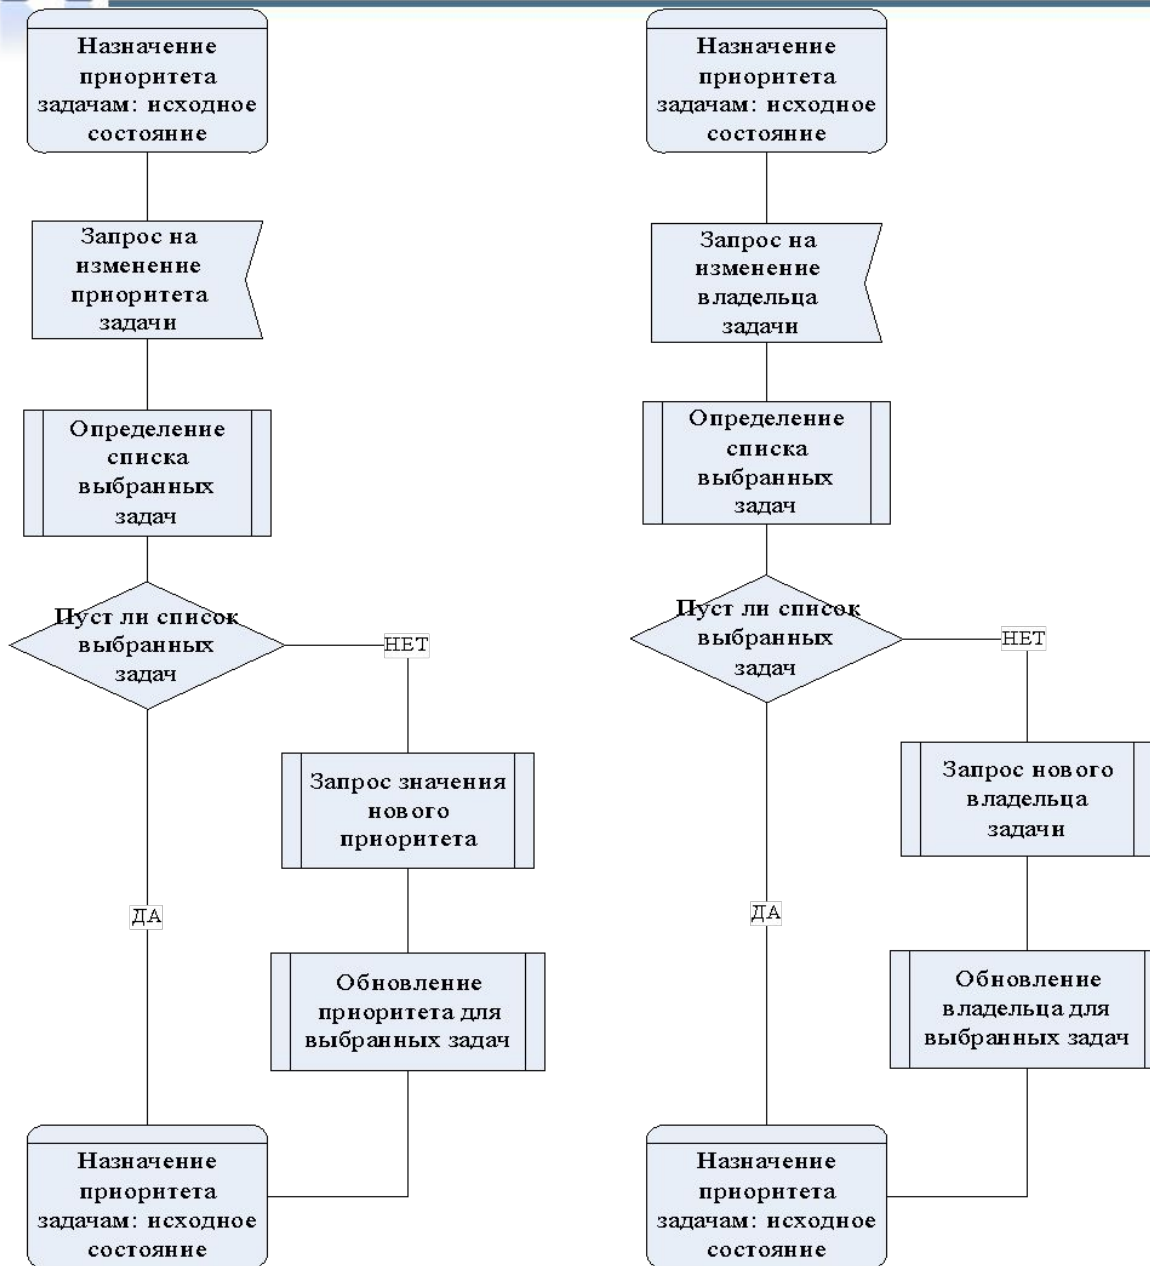 Назначение
приоритета
задачам: исходное
состояние
Запрос на
изменение
приоритета
задачи
Определение
списка
выбранных
задач
Пуст ли список
выбранных
задач
НЕТ
Запрос значения
нового
приоритета
ДА
Обновление
приоритета для
выбранных задач
Назначение
приоритета
задачам: исходное
состояние
Назначение
приоритета
задачам: исходное
состояние
Запрос на
изменение
владельца
задачи
Определение
списка
выбранных
задач
Пуст ли список
выбранных
задач
НЕТ
Запрос нового
владельца
задачи
ДА
Обновление
владельца для
выбранных задач
Назначение
приоритета
задачам: исходное
состояние